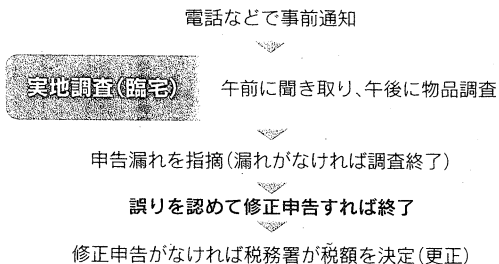 電話などで事前通知
実地調査(臨宅) 午前に聞き取り、午後に物品調査
申告漏れを指摘(漏れがなければ調査終了)
誤りを認めて修正申告すれば終了
修正申告がなければ税務署が税額を決定(更正)